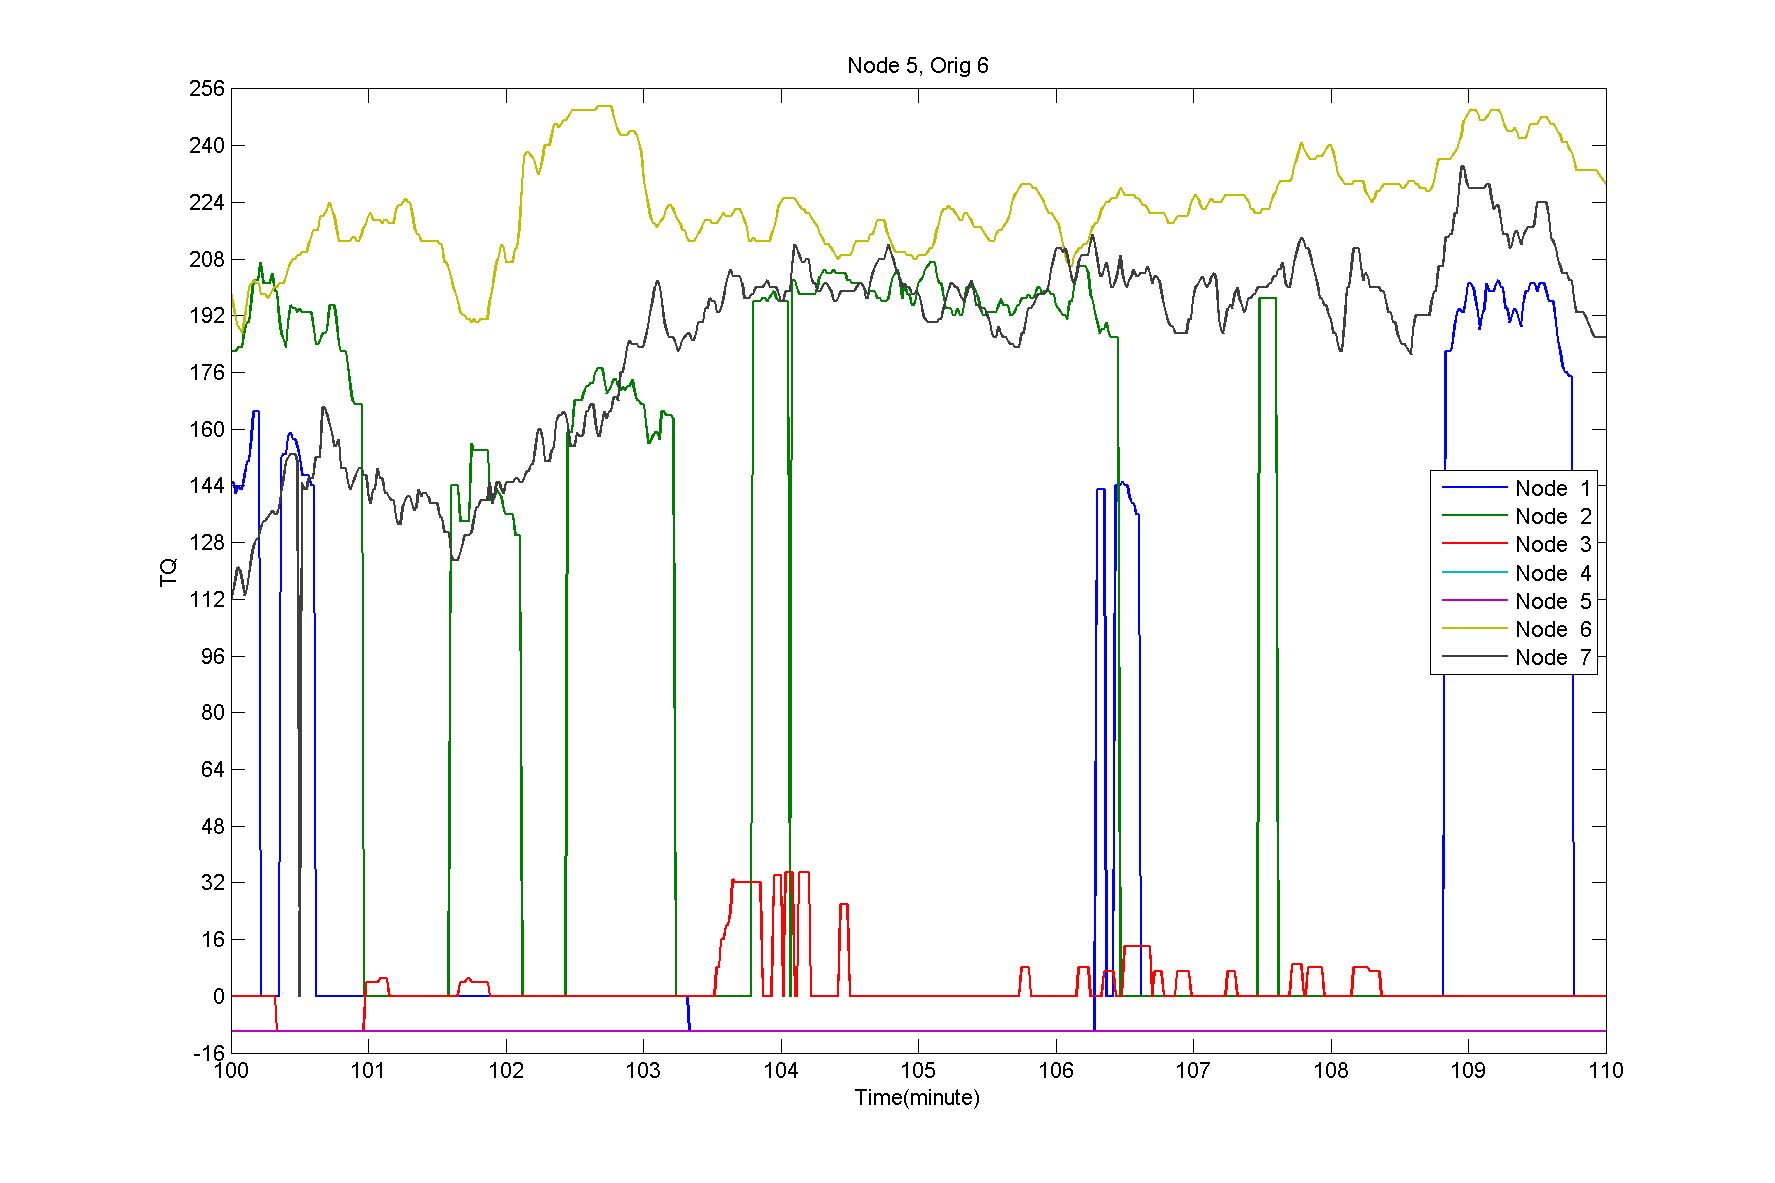 Node 5, Orig 6
256
240
224
208
192
176
160
144
128
112
96
80
64
48
32
16
0
-16
TQ
Node 1
Node 2
Node 3
Node 4
Node 5
Node 6
Node 7
100 101 102 103 104 105 106 107 108 109 110
Time(minute)